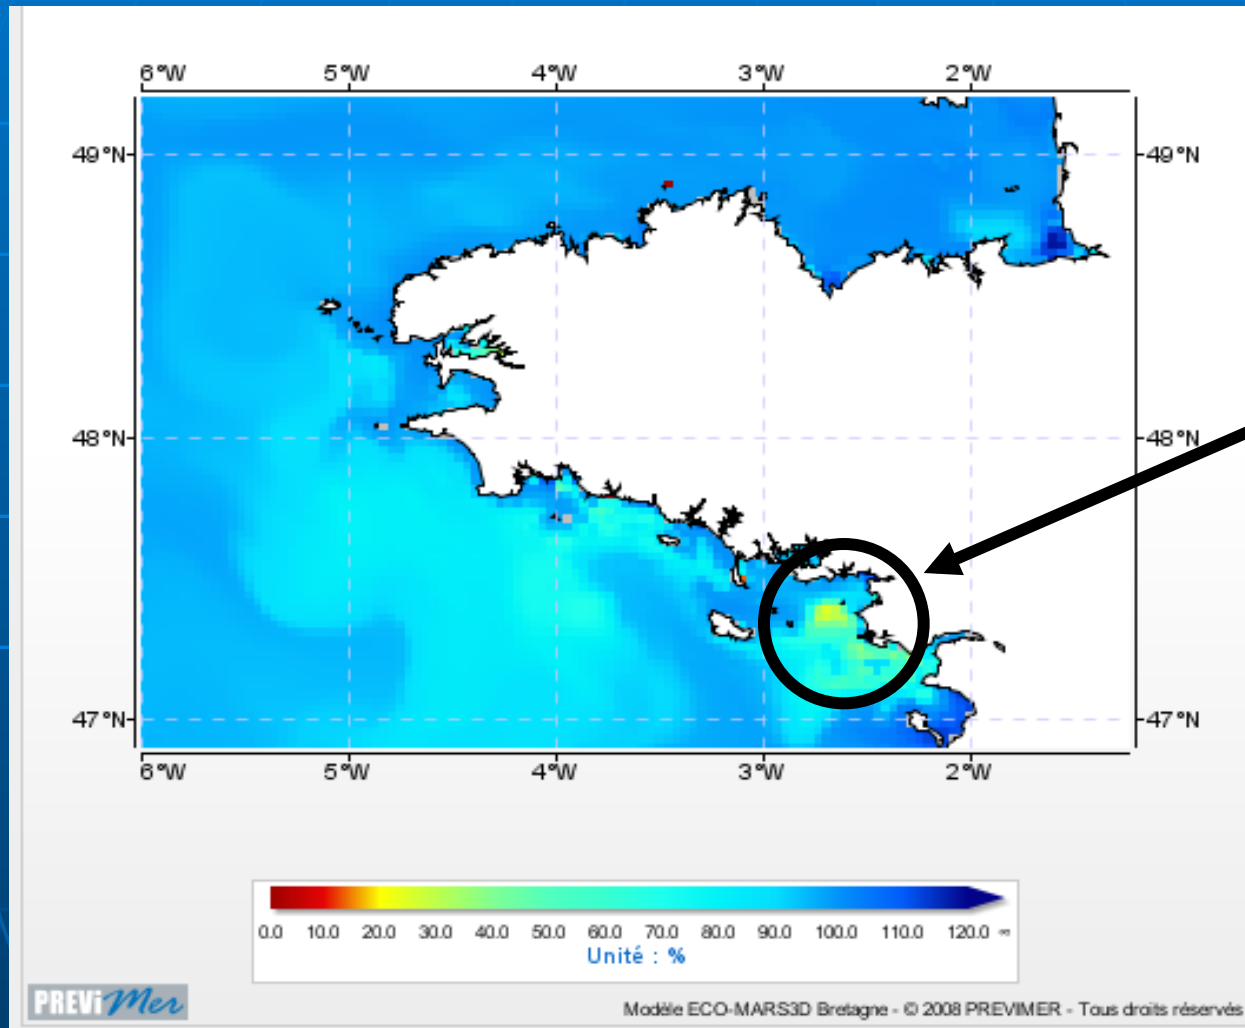 6°W 5°W 4°W 3°W 2°W
49°N 49°N
48°N 48°N
47°N 47°N
6°W 5°W 4°W 3°W 2°W
0.0 10.0 20.0 30.0 40.0 50.0 60.0 70.0 80.0 90.0 100.0 110.0 120.0 ∞
Unité : %
PREViMer
Modèle ECO-MARS3D Bretagne - © 2008 PREVIMER - Tous droits réservés